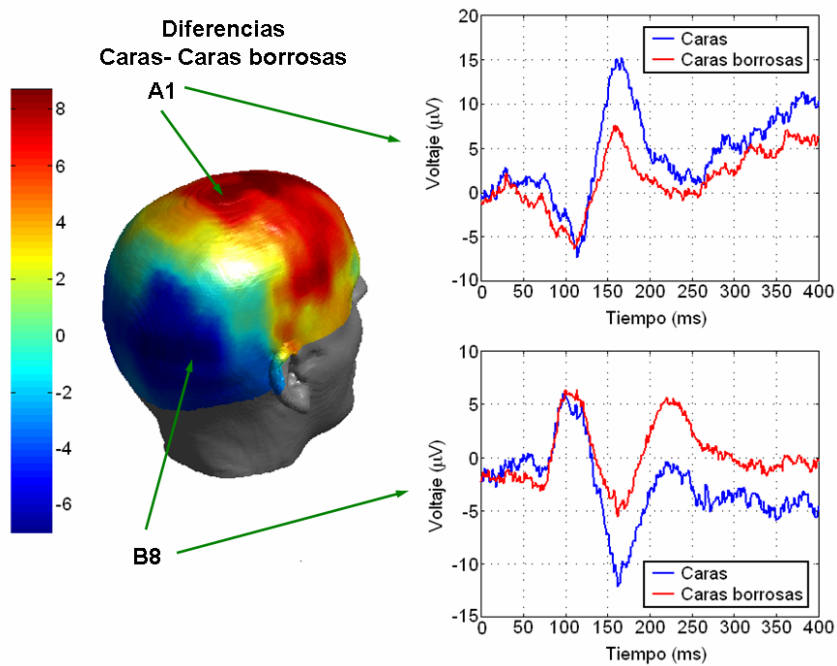 Diferencias
Caras- Caras borrosas
A1
8
6
4
2
0
-2
-4
-6
B8
20
15
10
5
0
-5
-10
Voltaje (µV)
Caras
Caras borrosas
0 50 100 150 200 250 300 350 400
Tiempo (ms)
10
5
0
-5
-10
-15
Voltaje (µV)
Caras
Caras borrosas
0 50 100 150 200 250 300 350 400
Tiempo (ms)